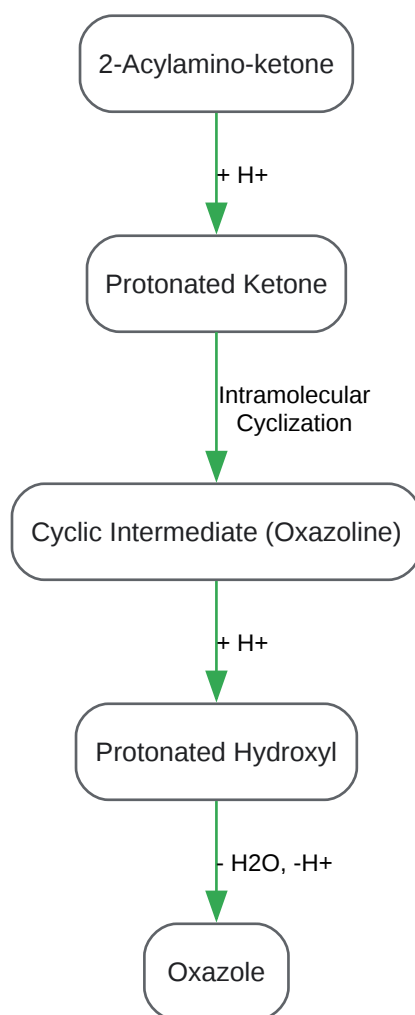 2-Acylamino-ketone
+ H+
Protonated Ketone
Intramolecular
Cyclization
Cyclic Intermediate (Oxazoline)
+ H+
Protonated Hydroxyl
- H2O, -H+
Oxazole